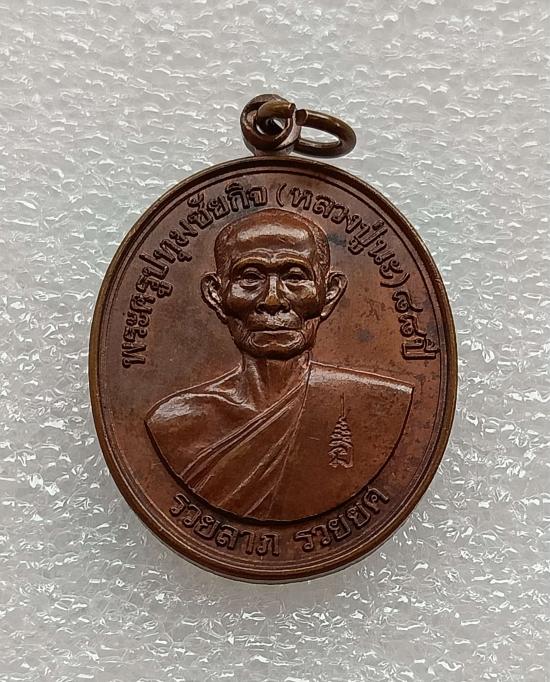 พระครูปทุมชัยกิจ (หลวงปู่นะ) ๘๘ ปี
รวยลาภ รวยยศ